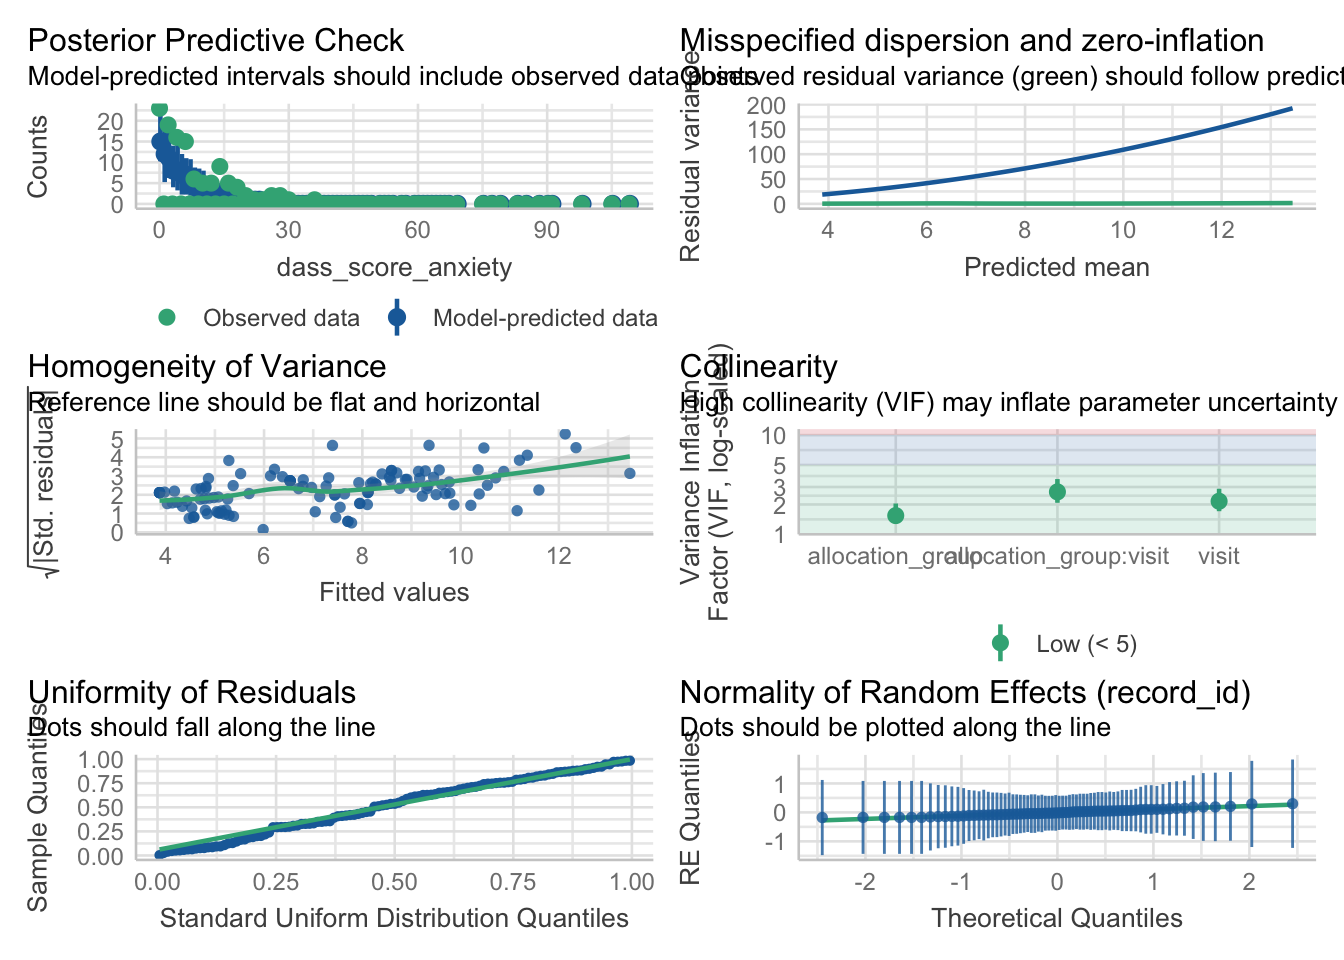 Posterior Predictive Check
Model-predicted intervals should include observed data points
Counts
20
15
10
5
0
0 30 60 90
dass_score_anxiety
Observed data Model-predicted data
Misspecified dispersion and zero-inflation
Observed residual variance (green) should follow predict
Residual variance
200
150
100
50
0
4 6 8 10 12
Predicted mean
Homogeneity of Variance
Reference line should be flat and horizontal
√|Std. residuals|
5
4
3
2
1
0
4 6 8 10 12
Fitted values
Collinearity
High collinearity (VIF) may inflate parameter uncertainty
Variance Inflation
Factor (VIF, log-scaled)
10
5
3
2
1
allocation_group allocation_group:visit visit
Low (< 5)
Uniformity of Residuals
Dots should fall along the line
Sample Quantiles
1.00
0.75
0.50
0.25
0.00
0.00 0.25 0.50 0.75 1.00
Standard Uniform Distribution Quantiles
Normality of Random Effects (record_id)
Dots should be plotted along the line
RE Quantiles
1
0
-1
-2 -1 0 1 2
Theoretical Quantiles